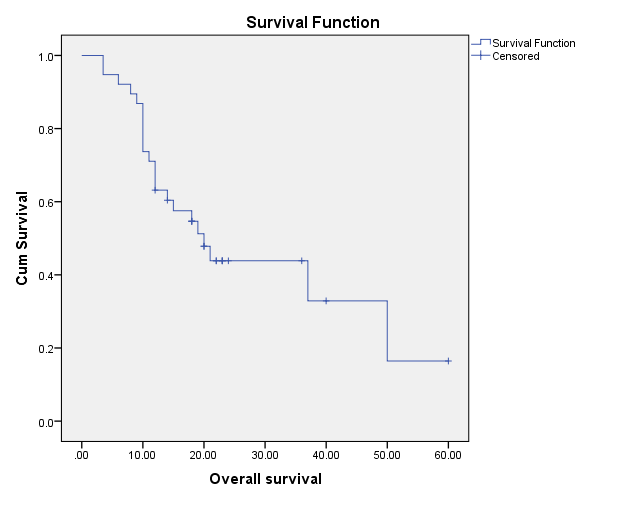 Survival Function
Survival Function
Censored
Cum Survival
1.0
0.8
0.6
0.4
0.2
0.0
.00 10.00 20.00 30.00 40.00 50.00 60.00
Overall survival